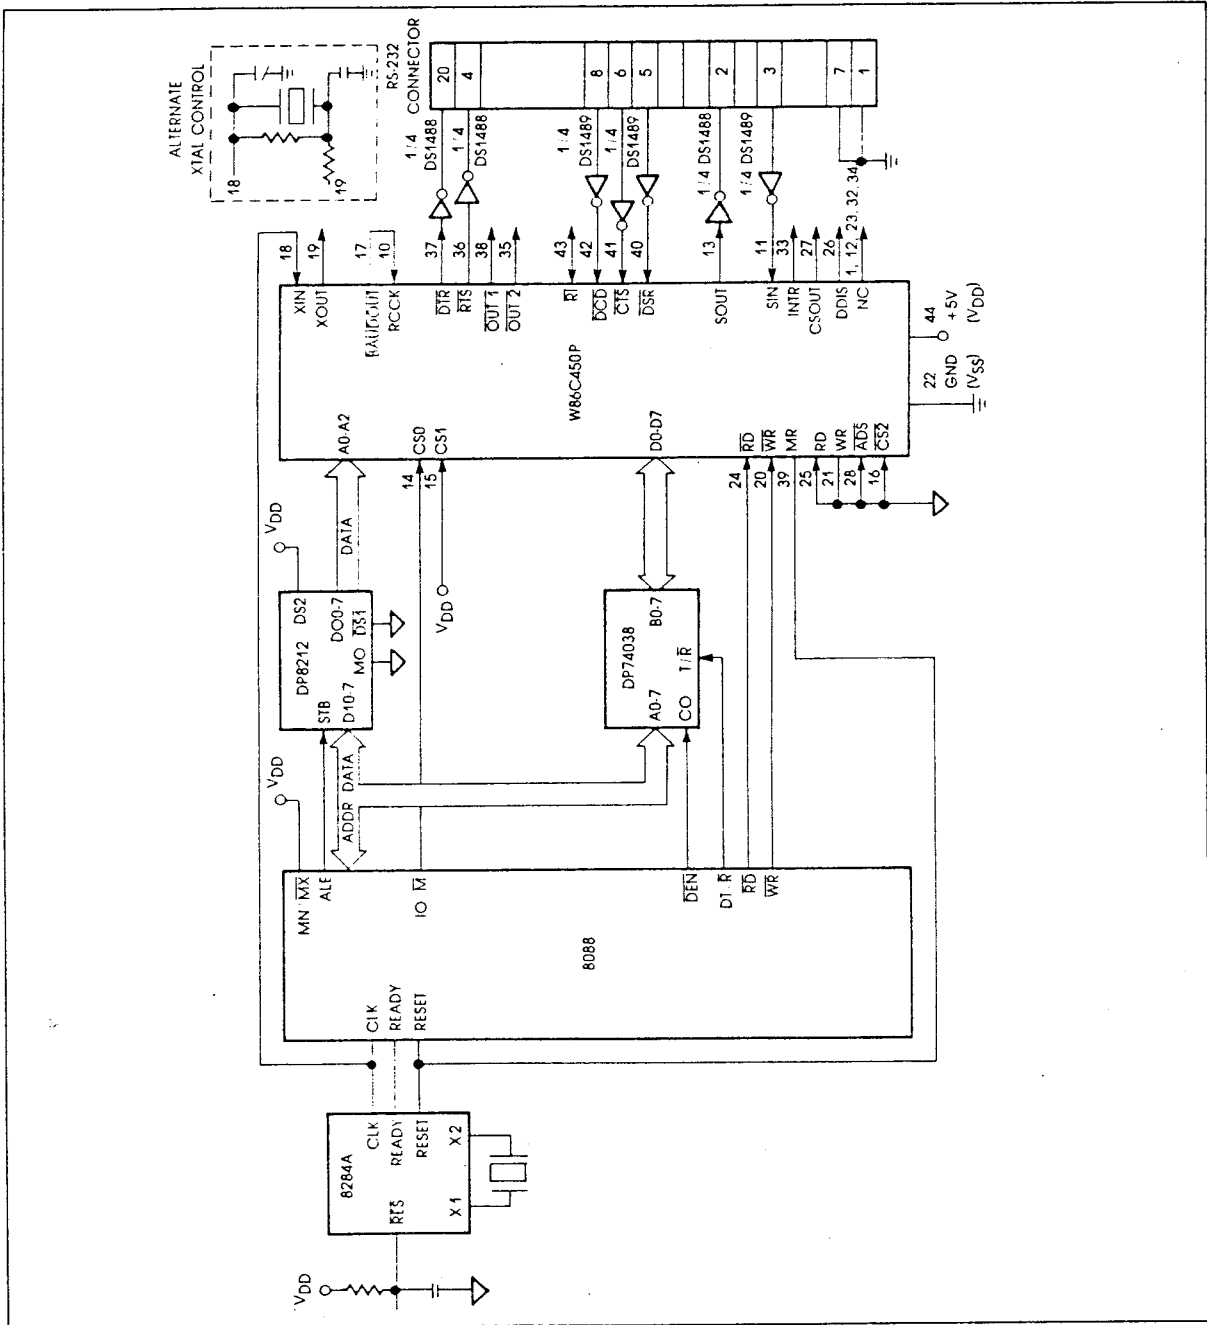 ALTERNATE
XTAL CONTROL
18
19
RS-232
CONNECTOR
20
4
8
6
5
2
3
7
1
1/4
DS1488
1/4
DS1488
1/4
DS1489
1/4
DS1489
1/4 DS1488
1/4 DS1489
18
19
17
10
37
36
38
35
43
42
41
40
13
11
33
27
26
1, 12, 23, 32, 34
XIN
XOUT
BAUDOUT
RCCK
DTR
RTS
OUT 1
OUT 2
RI
DCD
CTS
DSR
SOUT
SIN
INTR
CSOUT
DDIS
NC
W86C450P
44
+5V
(VDD)
22
GND
(VSS)
A0-A2
CS0
CS1
D0-D7
RD
WR
MR
RD
WR
ADS
CS2
14
15
24
20
39
25
21
28
16
VDD
DATA
VDD
DS2
DO0-7
DS1
DP8212
MO
STB
D10-7
B0-7
DP74038
T/R
A0-7
CO
VDD
ADDR DATA
MN MX
ALE
IO M
DEN
DT R
RD
WR
8088
CLK
READY
RESET
8284A
CLK
READY
RESET
X2
RES
X1
VDD